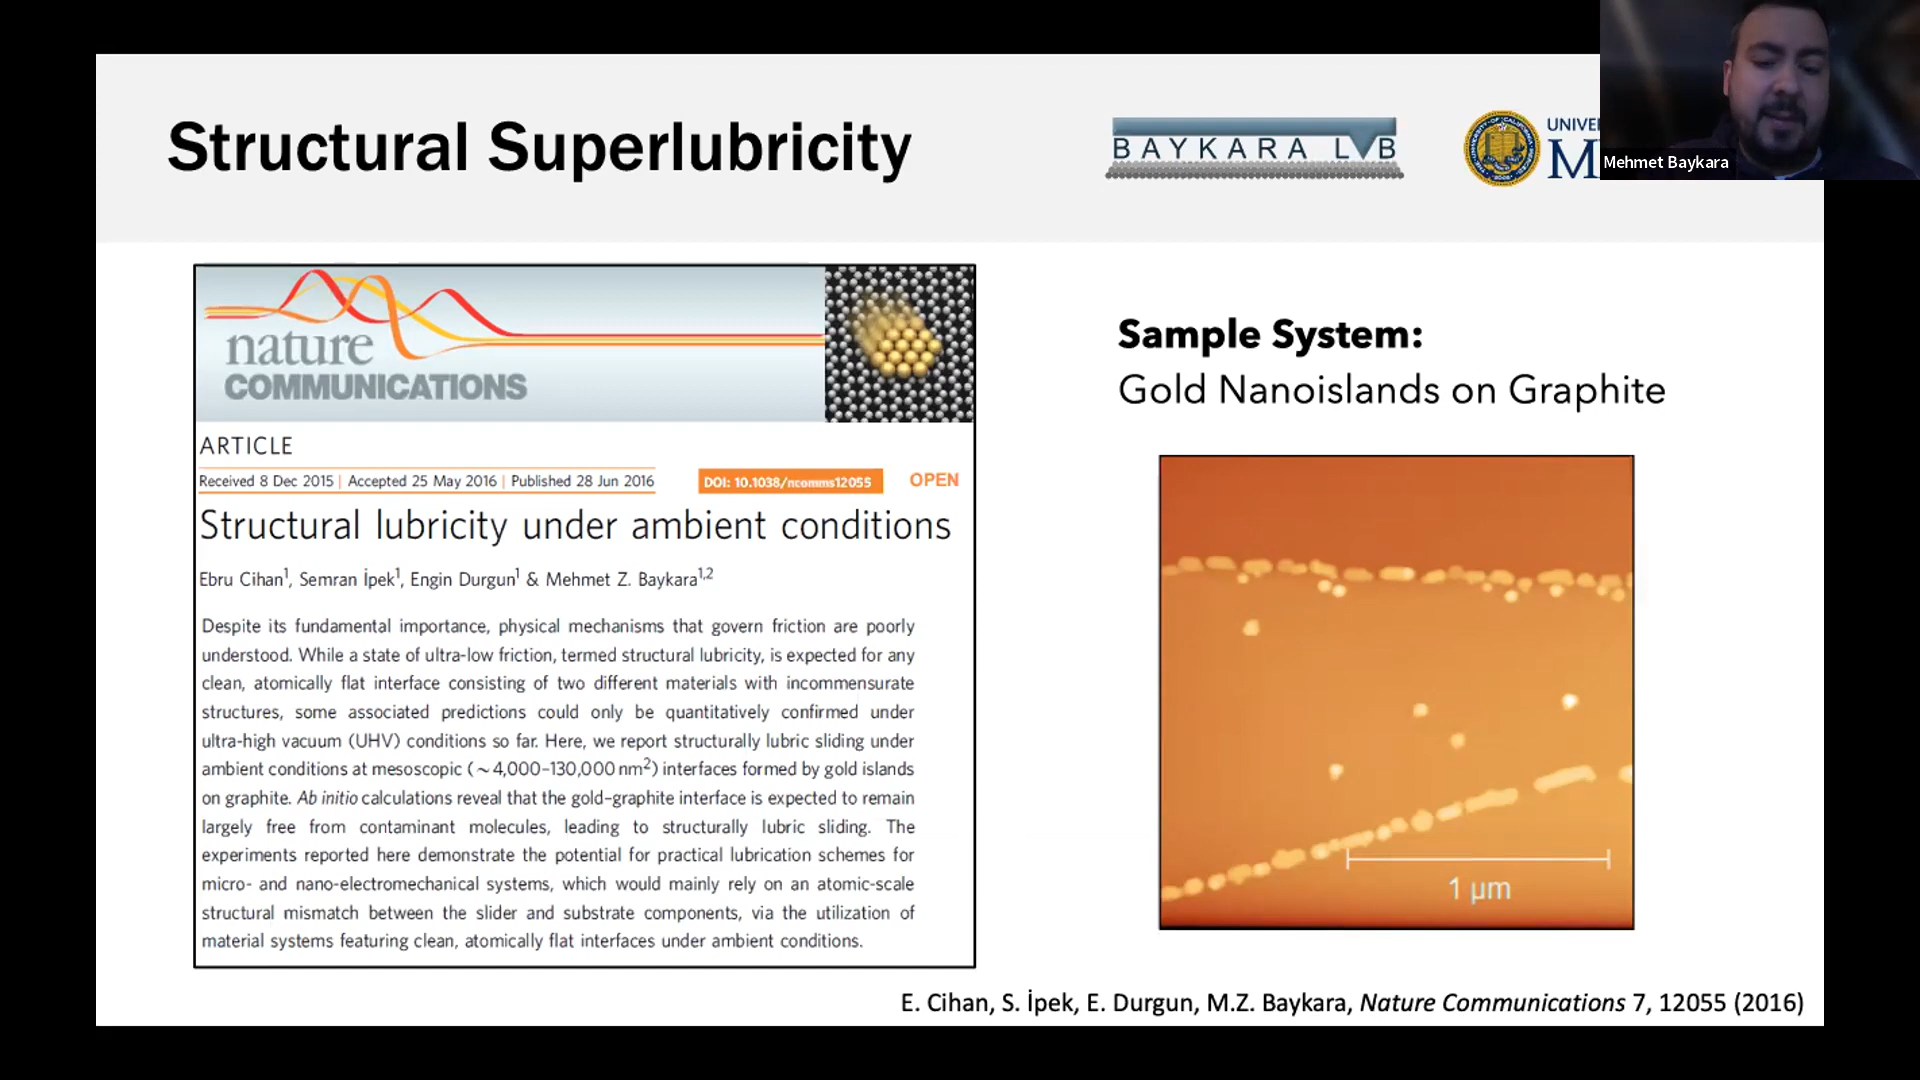 Structural Superlubricity
BAYKARA LAB
UNIVE
M
Mehmet Baykara
nature
COMMUNICATIONS
ARTICLE
Received 8 Dec 2015 | Accepted 25 May 2016 | Published 28 Jun 2016
DOI: 10.1038/ncomms12055
OPEN
Structural lubricity under ambient conditions
Ebru Cihan1, Semran İpek1, Engin Durgun1 & Mehmet Z. Baykara1,2
Despite its fundamental importance, physical mechanisms that govern friction are poorly
understood. While a state of ultra-low friction, termed structural lubricity, is expected for any
clean, atomically flat interface consisting of two different materials with incommensurate
structures, some associated predictions could only be quantitatively confirmed under
ultra-high vacuum (UHV) conditions so far. Here, we report structurally lubric sliding under
ambient conditions at mesoscopic (~4,000–130,000 nm2) interfaces formed by gold islands
on graphite. Ab initio calculations reveal that the gold–graphite interface is expected to remain
largely free from contaminant molecules, leading to structurally lubric sliding. The
experiments reported here demonstrate the potential for practical lubrication schemes for
micro- and nano-electromechanical systems, which would mainly rely on an atomic-scale
structural mismatch between the slider and substrate components, via the utilization of
material systems featuring clean, atomically flat interfaces under ambient conditions.
Sample System:
Gold Nanoislands on Graphite
1 µm
E. Cihan, S. İpek, E. Durgun, M.Z. Baykara, Nature Communications 7, 12055 (2016)